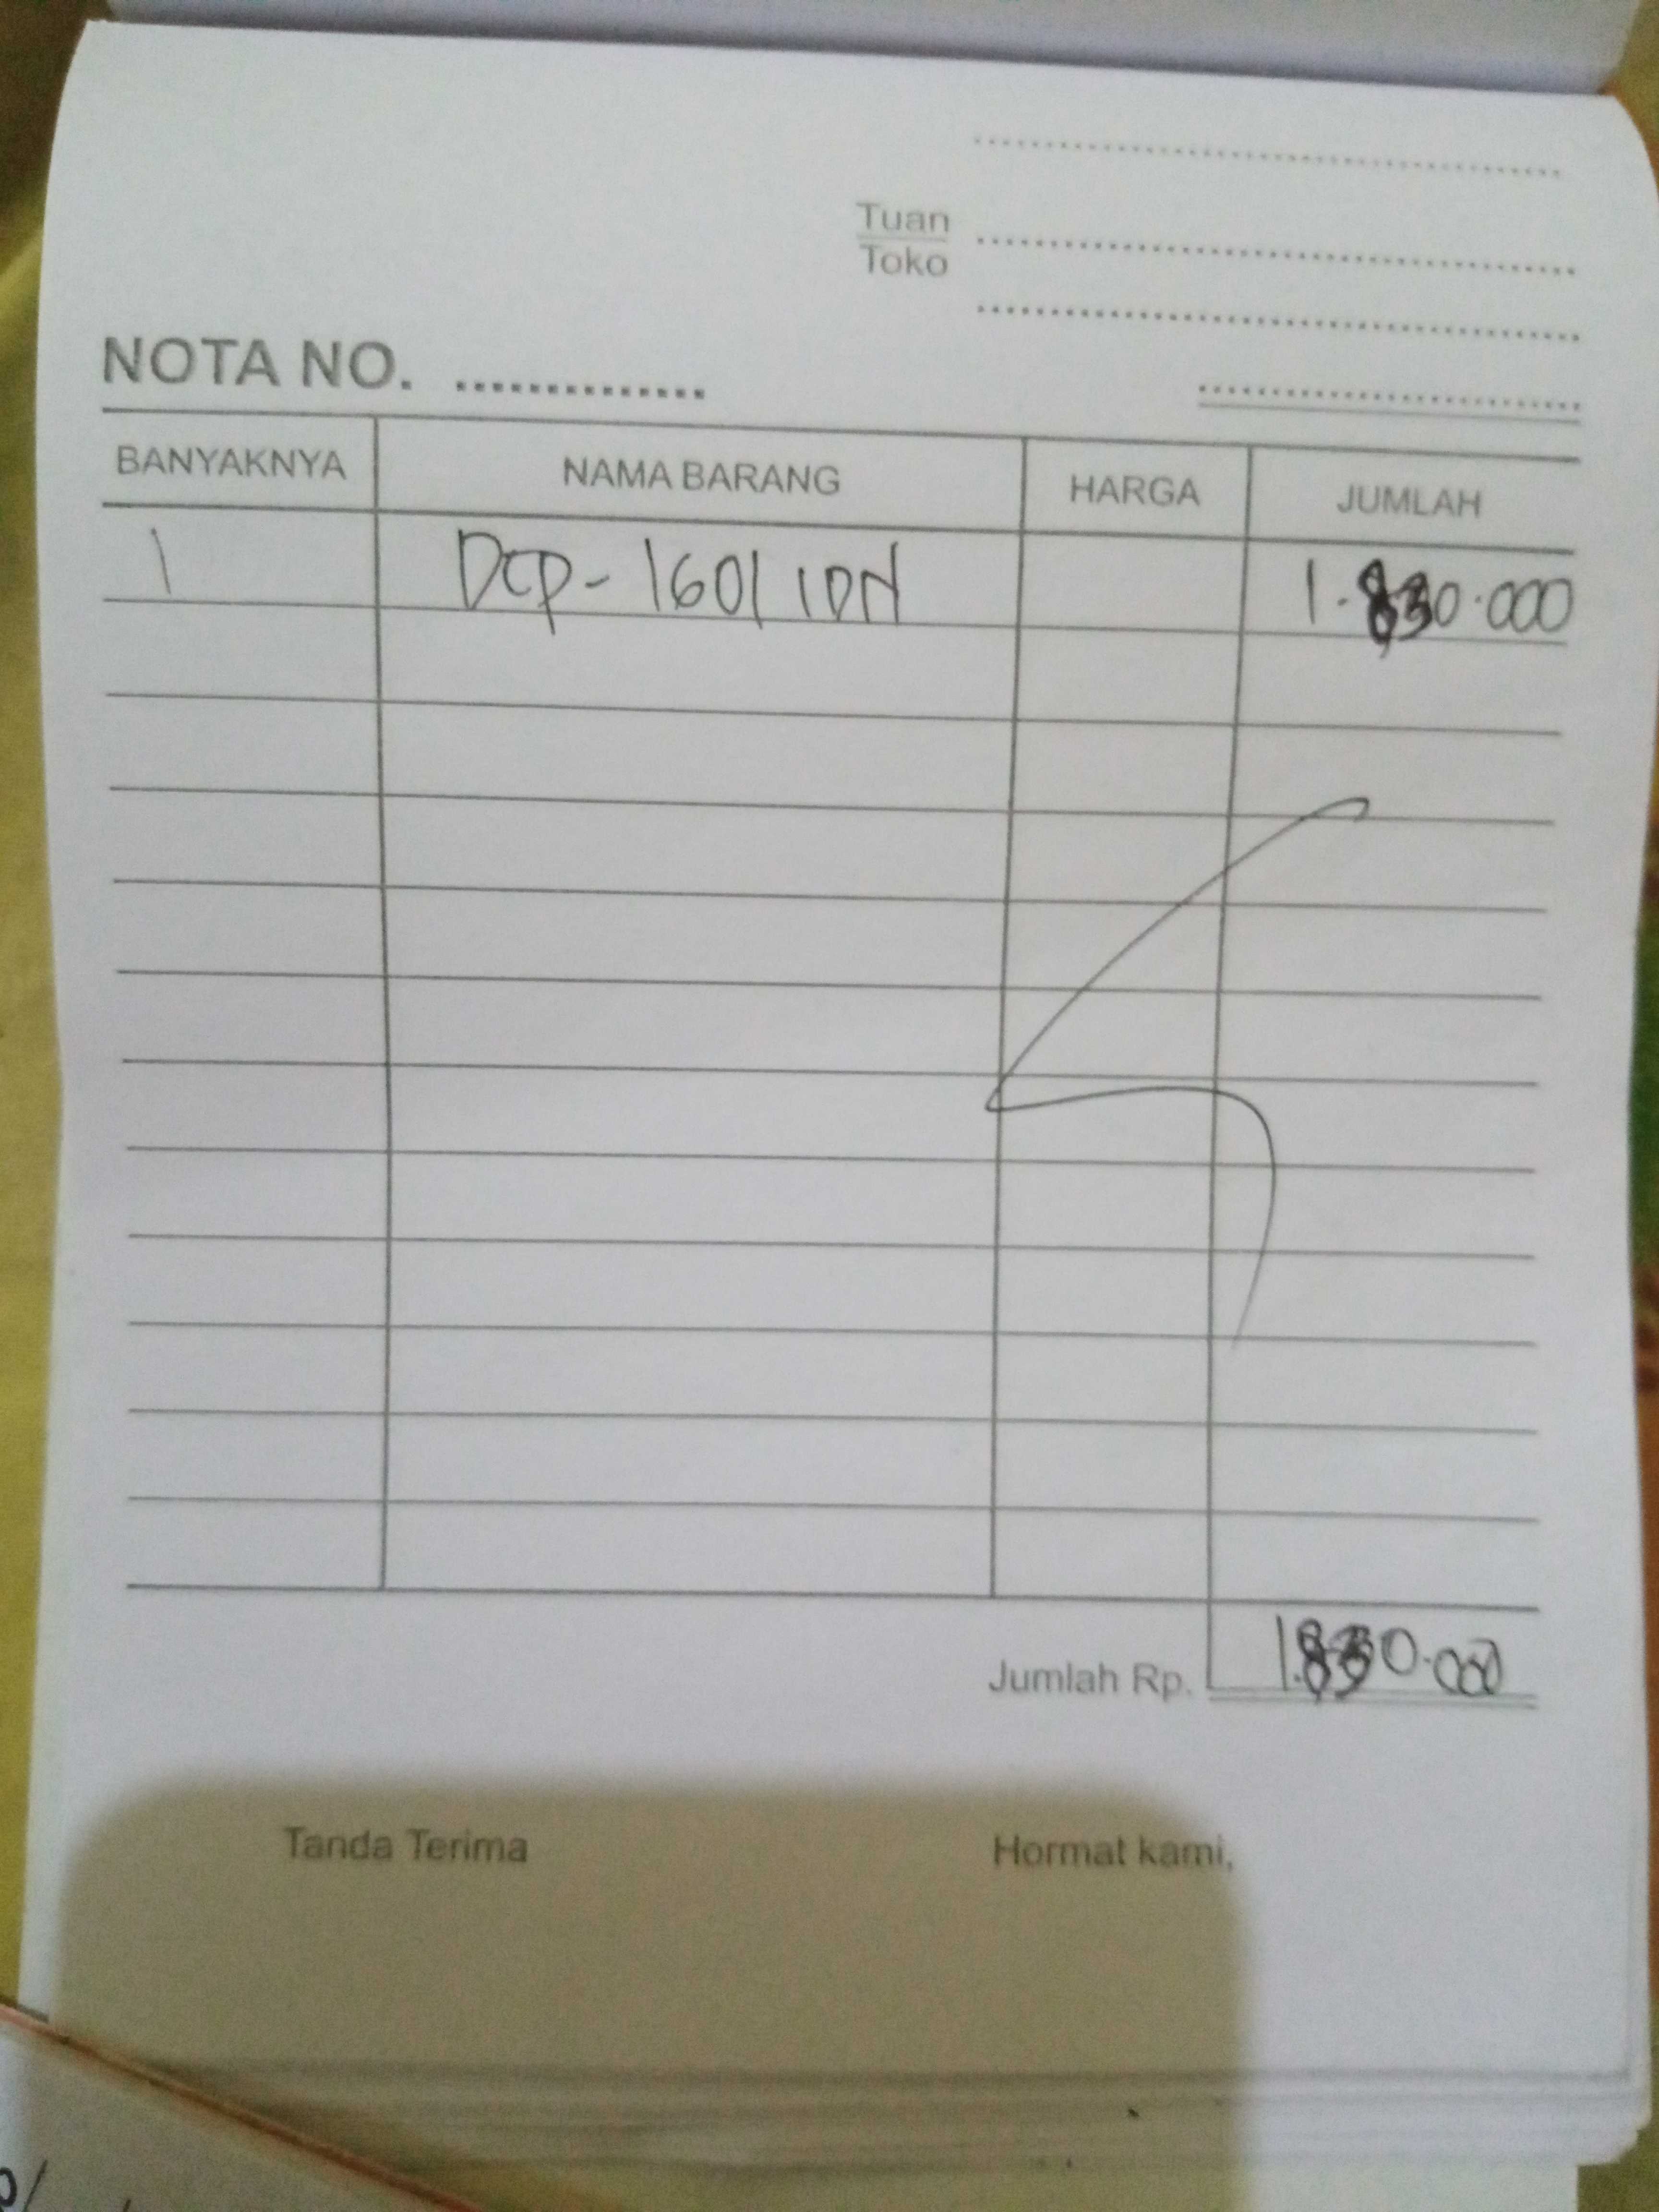 Tuan
Toko
NOTA NO.
BANYAKNYA NAMA BARANG HARGA JUMLAH
1 DCP-1601 IDN
Jumlah Rp.
Tanda Terima Hormat kami,